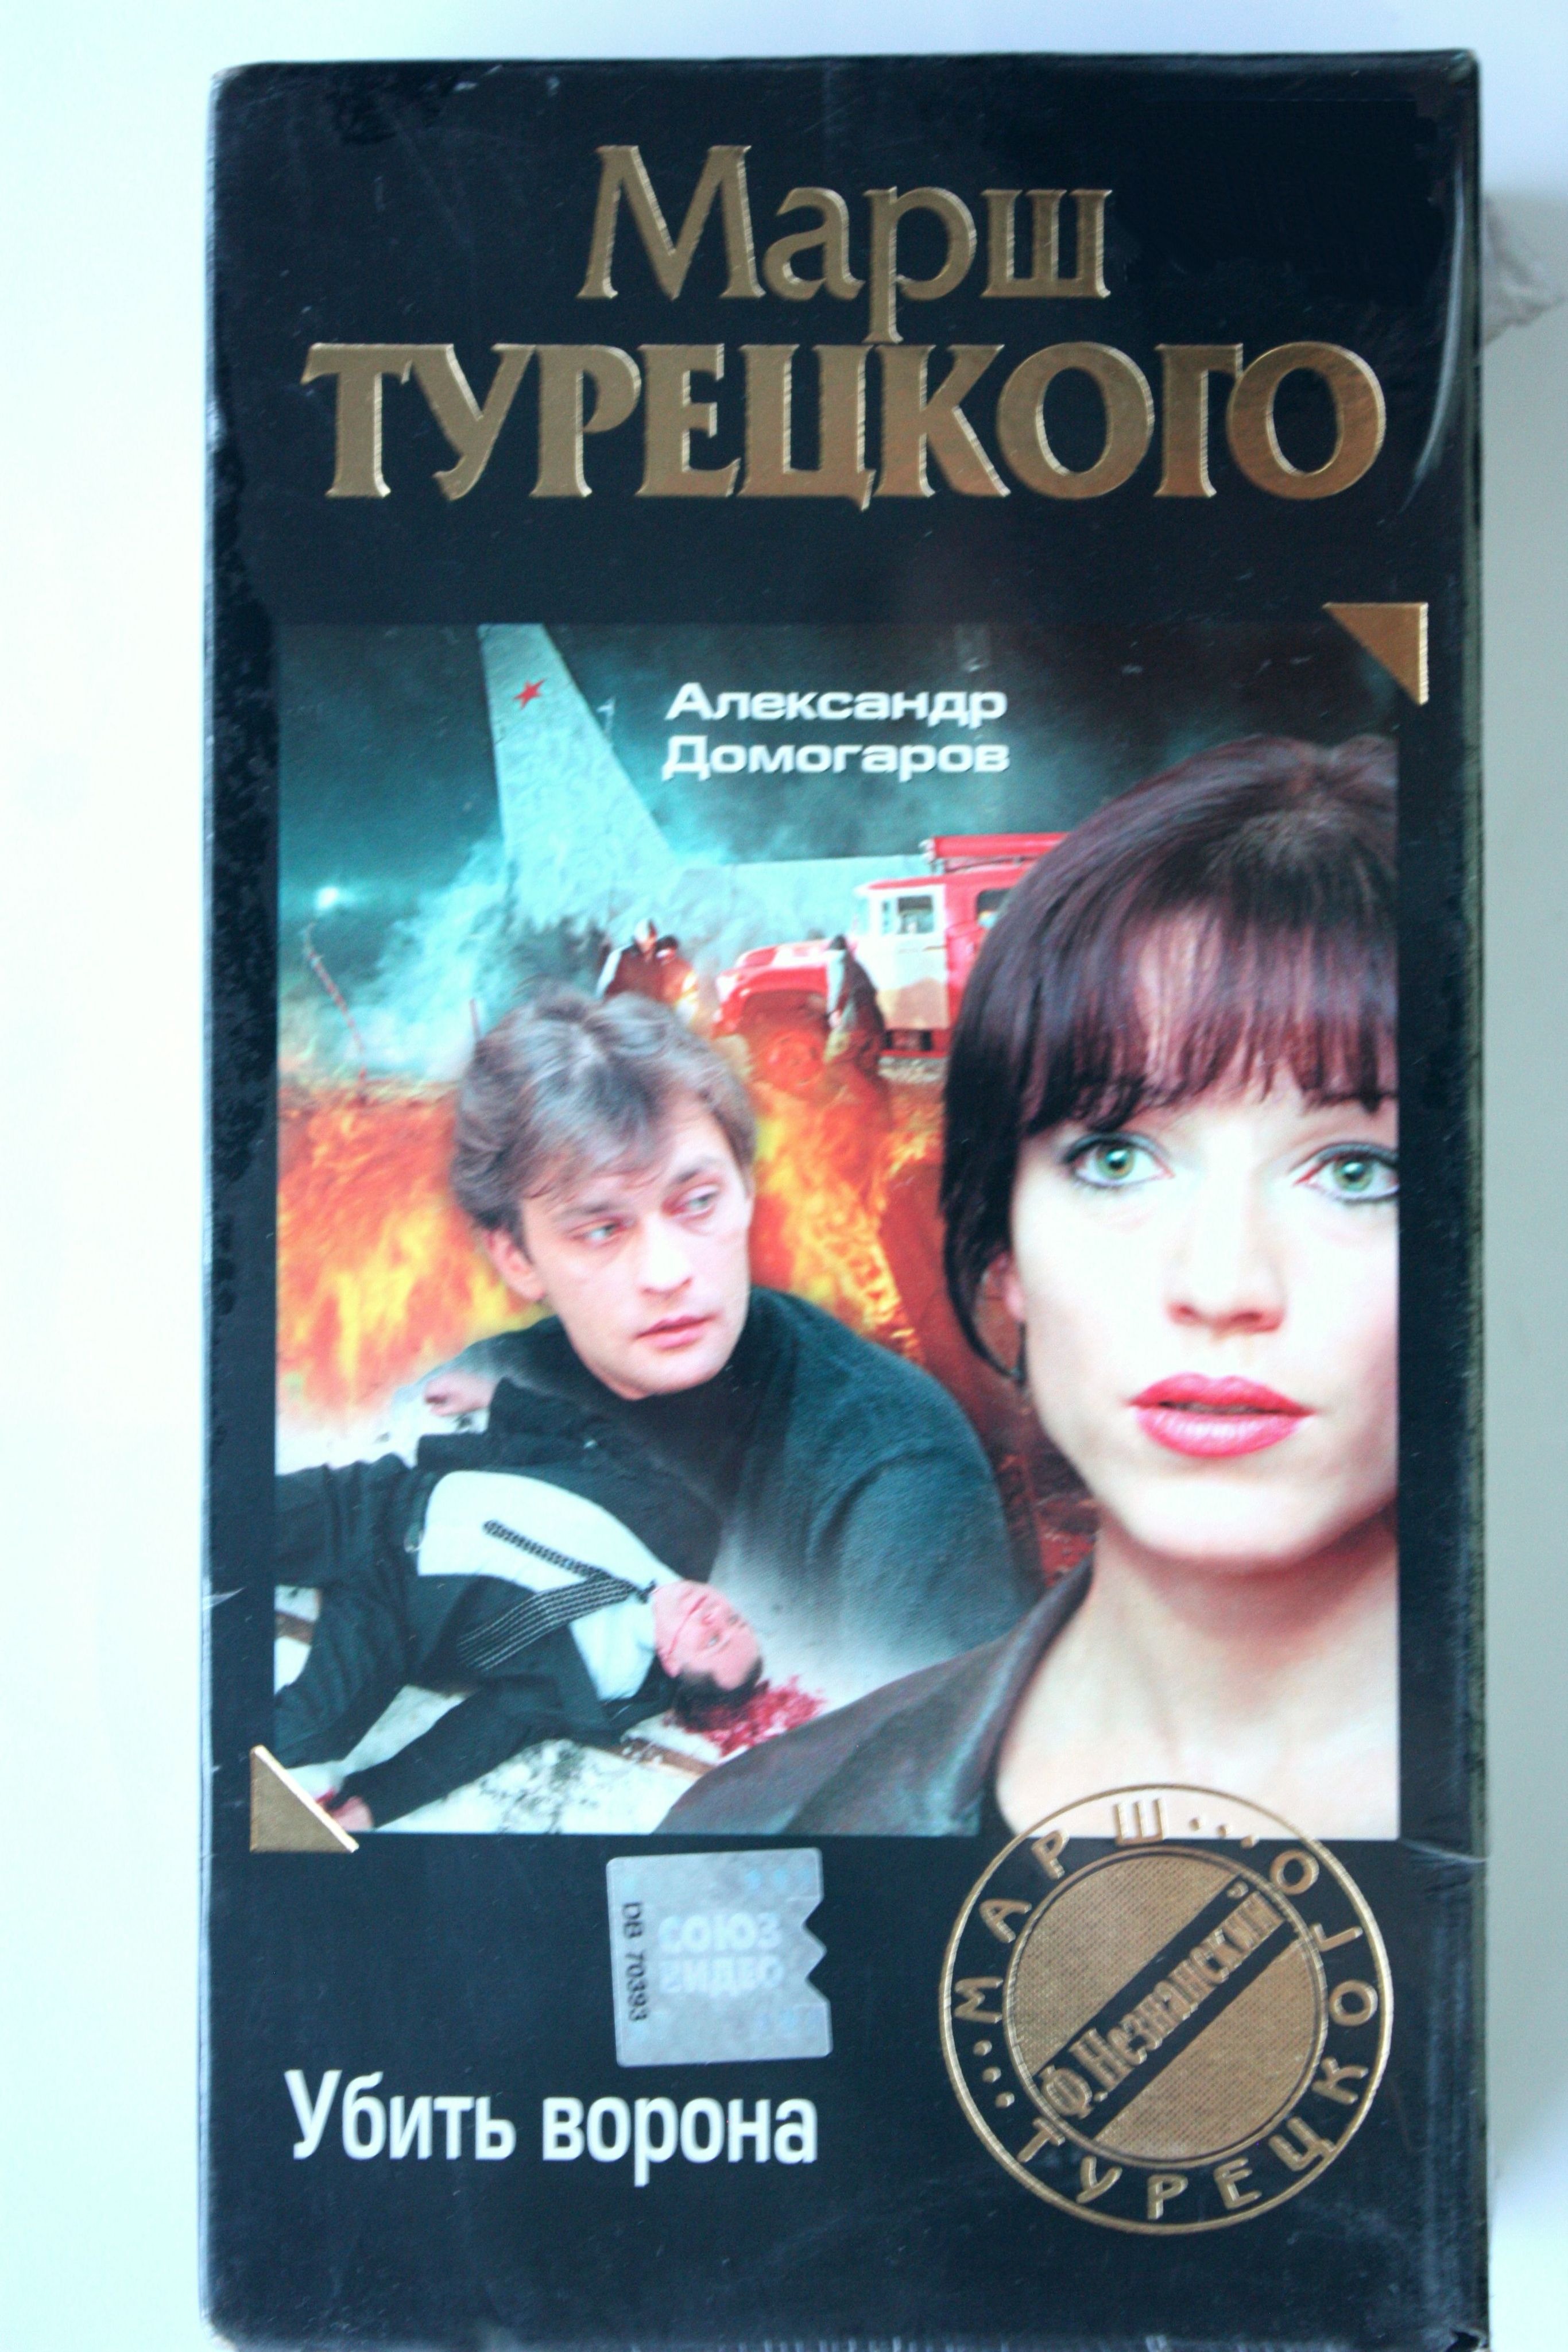 Марш
ТУРЕЦКОГО
Александр
Домогаров
СОЮЗ
ВИДЕО
DB 70393
Убить ворона
МАРШ... ТУРЕЦКОГО...
Ф.Незнанский